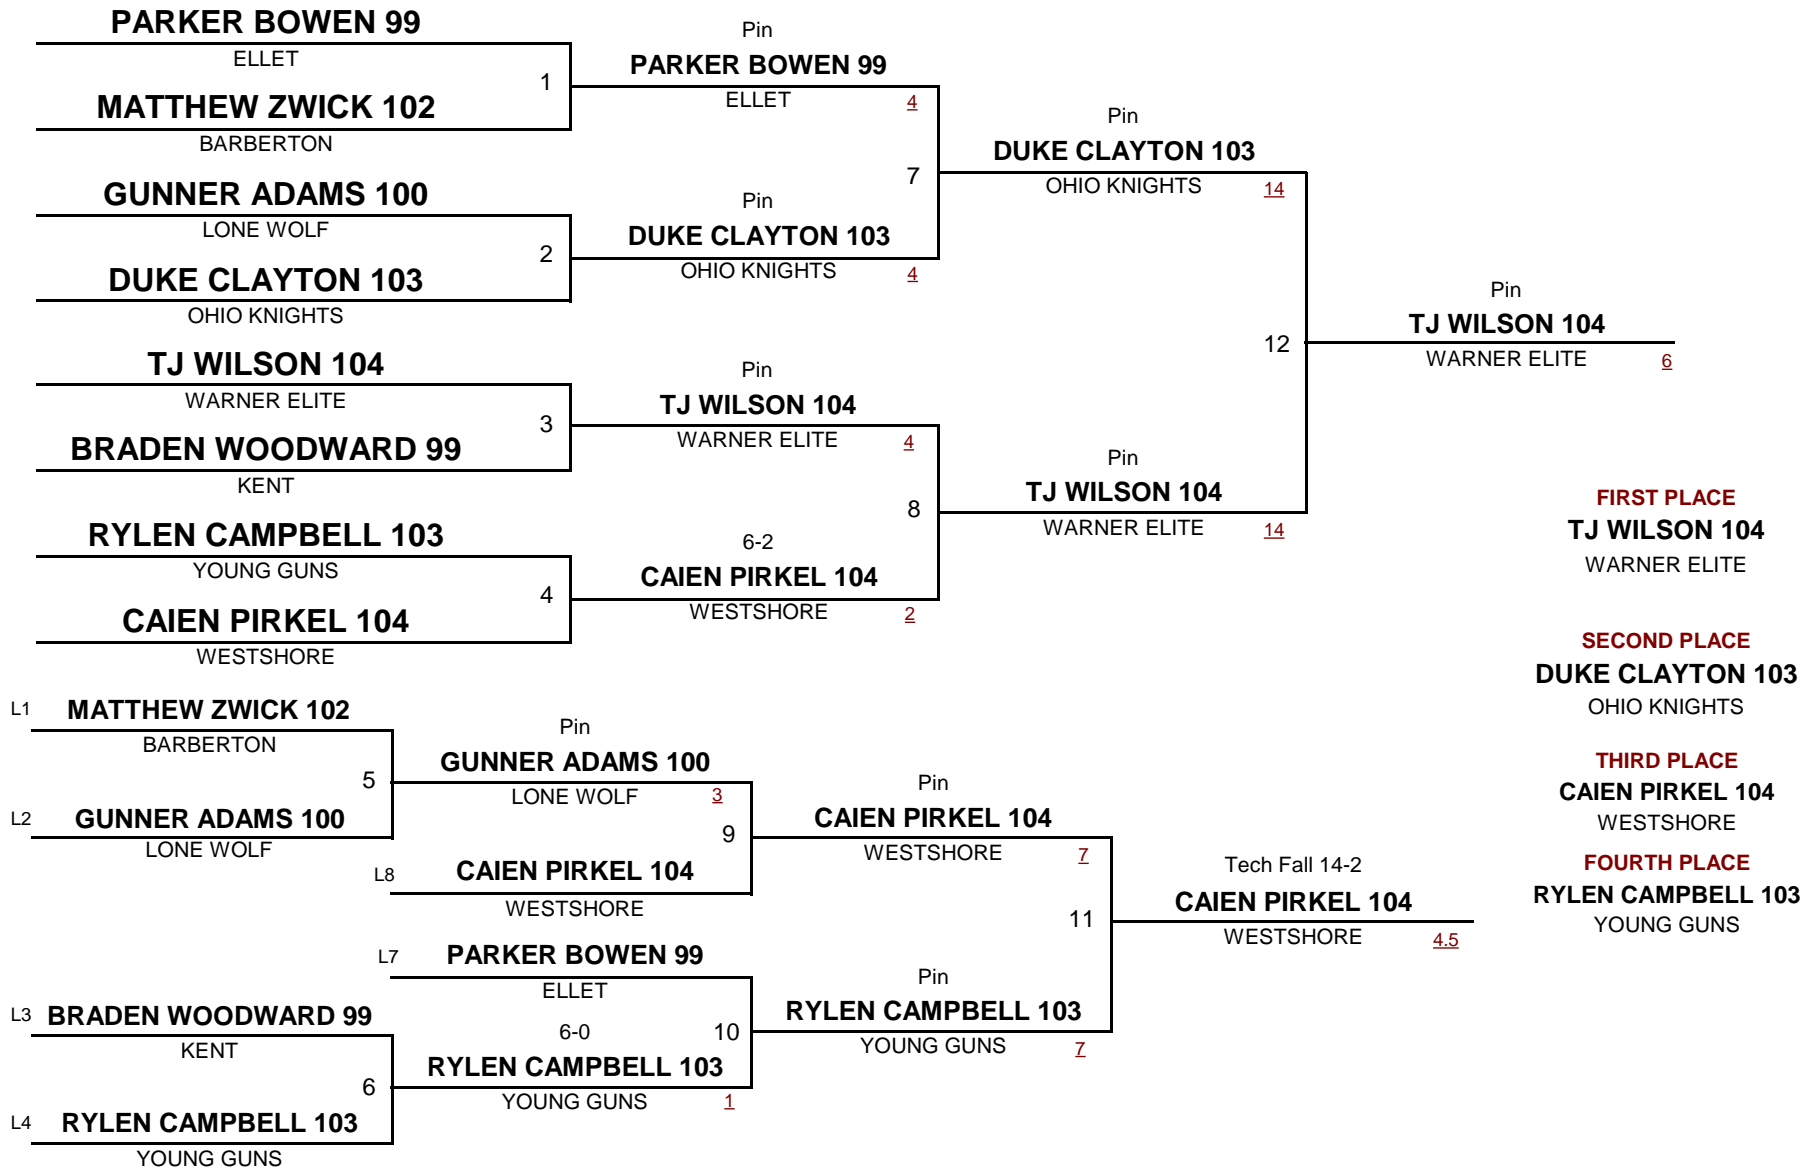 PARKER BOWEN 99
ELLET
1
MATTHEW ZWICK 102
BARBERTON
Pin
PARKER BOWEN 99
ELLET 4
GUNNER ADAMS 100
LONE WOLF
2
DUKE CLAYTON 103
OHIO KNIGHTS
Pin
DUKE CLAYTON 103
OHIO KNIGHTS 4
7
Pin
DUKE CLAYTON 103
OHIO KNIGHTS 14
TJ WILSON 104
WARNER ELITE
3
BRADEN WOODWARD 99
KENT
Pin
TJ WILSON 104
WARNER ELITE 4
RYLEN CAMPBELL 103
YOUNG GUNS
4
CAIEN PIRKEL 104
WESTSHORE
6-2
CAIEN PIRKEL 104
WESTSHORE 2
8
Pin
TJ WILSON 104
WARNER ELITE 14
12
Pin
TJ WILSON 104
WARNER ELITE 6
L1 MATTHEW ZWICK 102
BARBERTON
5
L2 GUNNER ADAMS 100
LONE WOLF
Pin
GUNNER ADAMS 100
LONE WOLF 3
9
L8 CAIEN PIRKEL 104
WESTSHORE
Pin
CAIEN PIRKEL 104
WESTSHORE 7
L7 PARKER BOWEN 99
ELLET
L3 BRADEN WOODWARD 99
KENT
6
L4 RYLEN CAMPBELL 103
YOUNG GUNS
6-0
RYLEN CAMPBELL 103
YOUNG GUNS 1
10
Pin
RYLEN CAMPBELL 103
YOUNG GUNS 7
11
Tech Fall 14-2
CAIEN PIRKEL 104
WESTSHORE 4.5
FIRST PLACE
TJ WILSON 104
WARNER ELITE
SECOND PLACE
DUKE CLAYTON 103
OHIO KNIGHTS
THIRD PLACE
CAIEN PIRKEL 104
WESTSHORE
FOURTH PLACE
RYLEN CAMPBELL 103
YOUNG GUNS